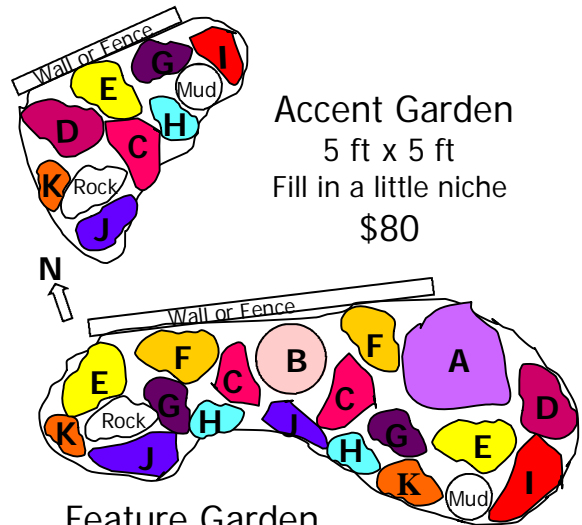 Wall or Fence
G
I
E
Mud
D
H
C
K
Rock
J
Accent Garden
5 ft x 5 ft
Fill in a little niche
$80
N
Wall or Fence
F
F
B
A
E
C
C
D
G
Rock
H
J
K
G
E
J
H
K
Mud
I
Feature Garden